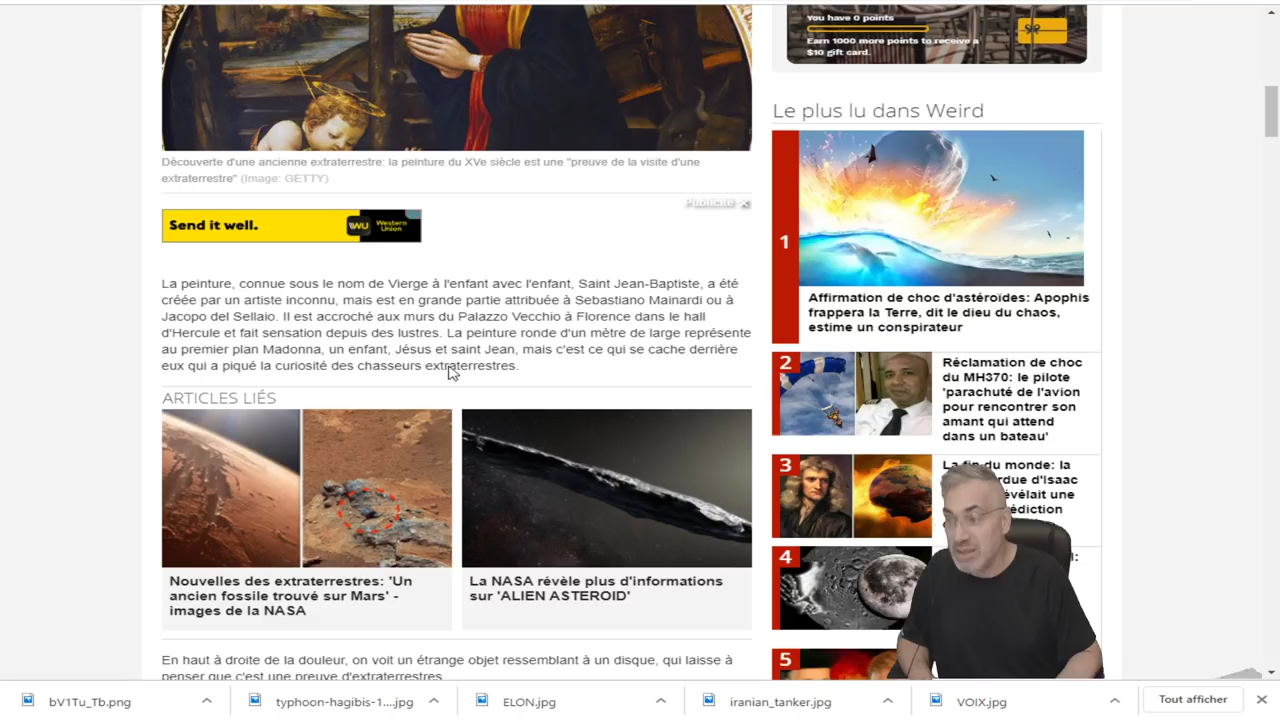 You have 0 points
Earn 1000 more points to receive a
$10 gift card.
Découverte d'une ancienne extraterrestre: la peinture du XVe siècle est une "preuve de la visite d'une
extraterrestre" (Image: GETTY)
Publicité
Send it well.
WU
Western
Union
La peinture, connue sous le nom de Vierge à l'enfant avec l'enfant, Saint Jean-Baptiste, a été
créée par un artiste inconnu, mais est en grande partie attribuée à Sebastiano Mainardi ou à
Jacopo del Sellaio. Il est accroché aux murs du Palazzo Vecchio à Florence dans le hall
d'Hercule et fait sensation depuis des lustres. La peinture ronde d'un mètre de large représente
au premier plan Madonna, un enfant, Jésus et saint Jean, mais c'est ce qui se cache derrière
eux qui a piqué la curiosité des chasseurs extraterrestres.
ARTICLES LIÉS
Nouvelles des extraterrestres: 'Un
ancien fossile trouvé sur Mars' -
images de la NASA
La NASA révèle plus d'informations
sur 'ALIEN ASTEROID'
En haut à droite de la douleur, on voit un étrange objet ressemblant à un disque, qui laisse à
penser que c'est une preuve d'extraterrestres
Le plus lu dans Weird
1
Affirmation de choc d'astéroïdes: Apophis
frappera la Terre, dit le dieu du chaos,
estime un conspirateur
2
Réclamation de choc
du MH370: le pilote
'parachuté de l'avion
pour rencontrer son
amant qui attend
dans un bateau'
3
La fin du monde: la
d'Isaac
une
4
5
bV1Tu_Tb.png
typhoon-hagibis-1....jpg
ELON.jpg
iranian_tanker.jpg
VOIX.jpg
Tout afficher